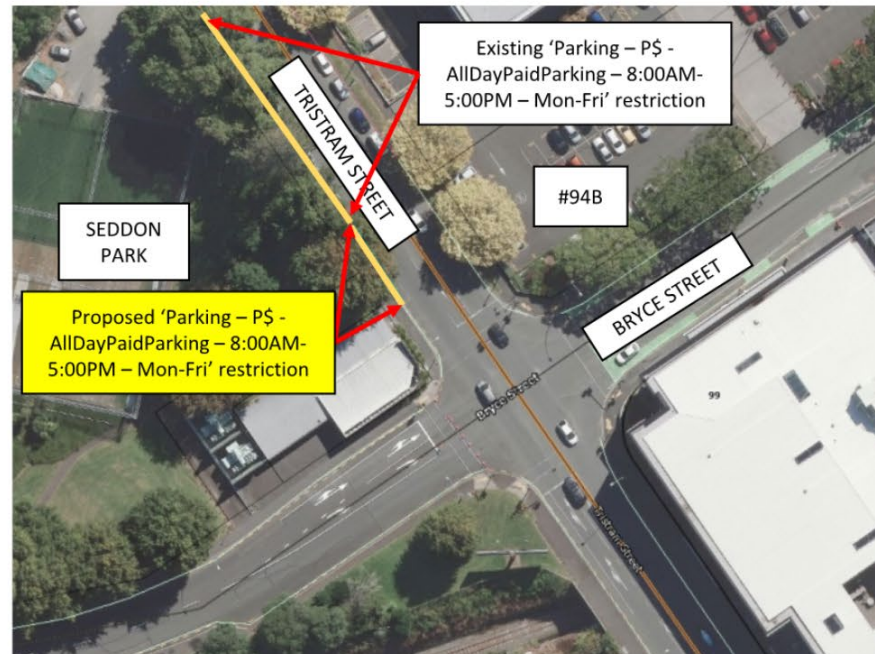 Existing ‘Parking – P$ -
AllDayPaidParking – 8:00AM-
5:00PM – Mon-Fri’ restriction
TRISTRAM STREET
#94B
SEDDON
PARK
BRYCE STREET
Proposed ‘Parking – P$ -
AllDayPaidParking – 8:00AM-
5:00PM – Mon-Fri’ restriction
99
Bryce Street
Tristram Street